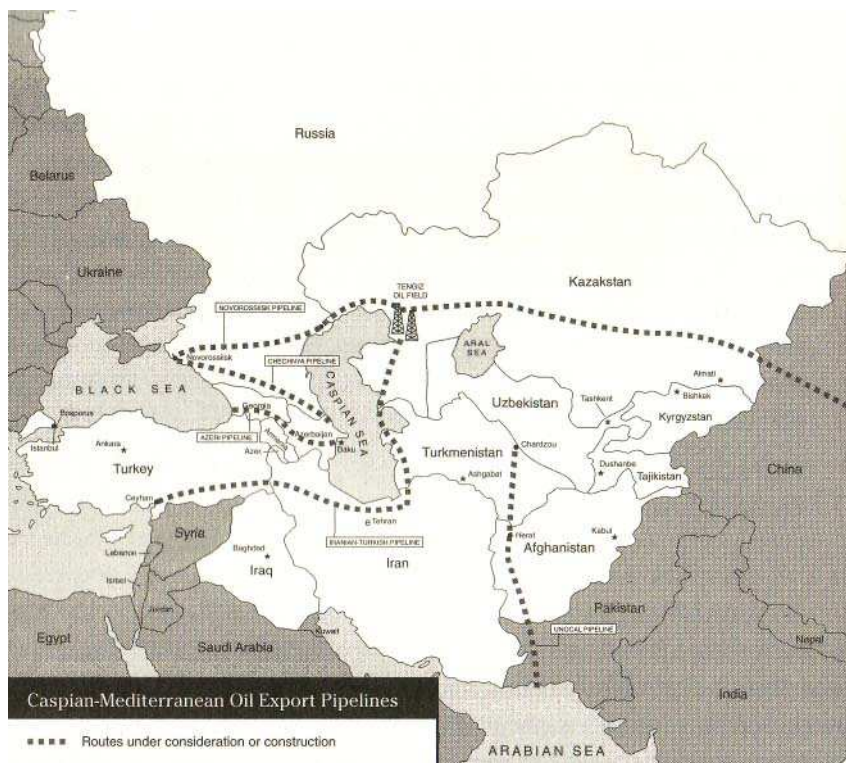 Russia
Belarus
Ukraine
TENGIZ
OIL FIELD
Kazakstan
NOVOROSSIISK PIPELINE
ARAL
SEA
Novorossiisk
CHECHNYA PIPELINE
Almati
BLACK SEA
CASPIAN SEA
Bishkek
Uzbekistan
Tashkent
Kyrgyzstan
Georgia
Bosporus
Azerbaijan
AZERI PIPELINE
Armenia
Istanbul
Ankara
Azer.
Baku
Turkmenistan
Chardzou
Turkey
Ashgabat
Dushanbe
Tajikistan
China
Ceyhan
Tehran
Syria
Herat
Kabul
IRANIAN-TURKISH PIPELINE
Afghanistan
Lebanon
Baghdad
Iraq
Iran
Israel
Jordan
Pakistan
Kuwait
UNOCAL PIPELINE
Egypt
Saudi Arabia
Nepal
India
Caspian-Mediterranean Oil Export Pipelines
Routes under consideration or construction
ARABIAN SEA